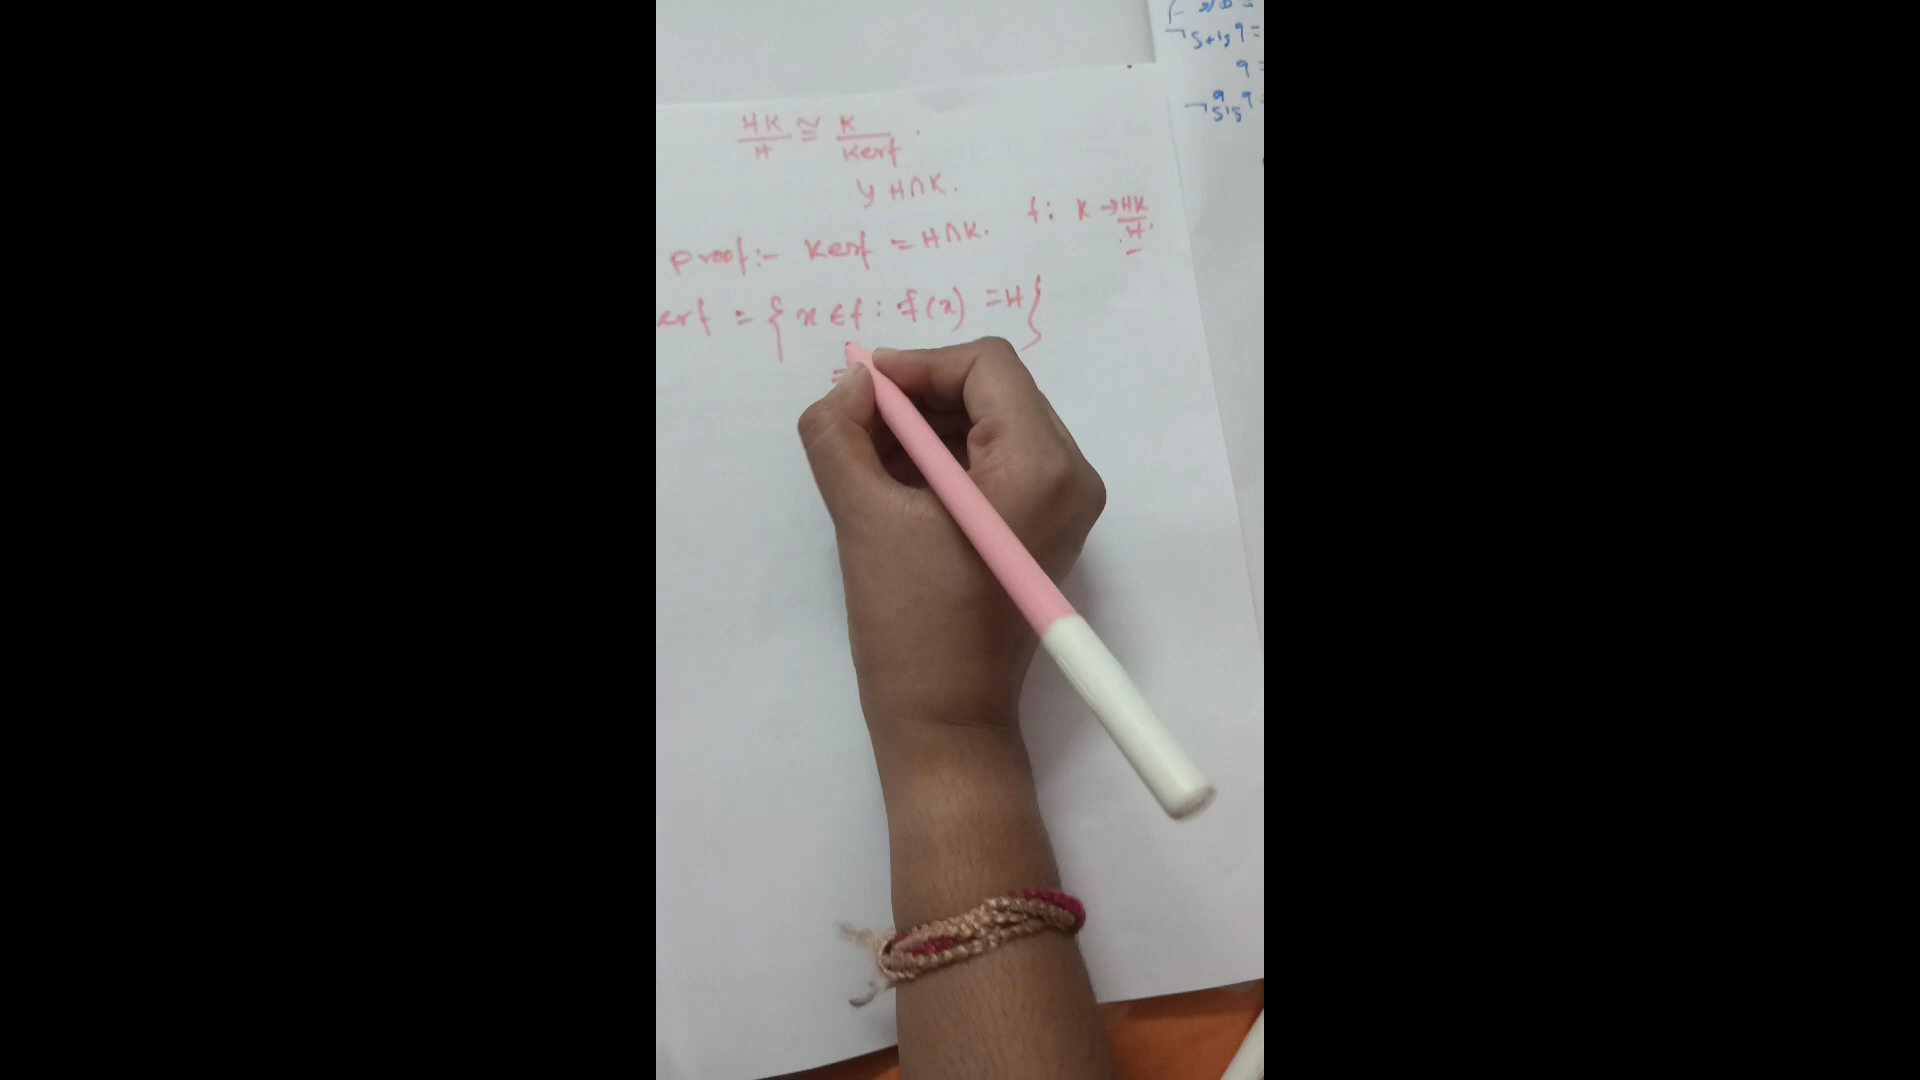 HK/H ≅ K/Kerf .
y H∩K.
f: K → HK/H.
Proof:- Kerf = H∩K.
erf = { x ∈ f : f(x) = H }
=